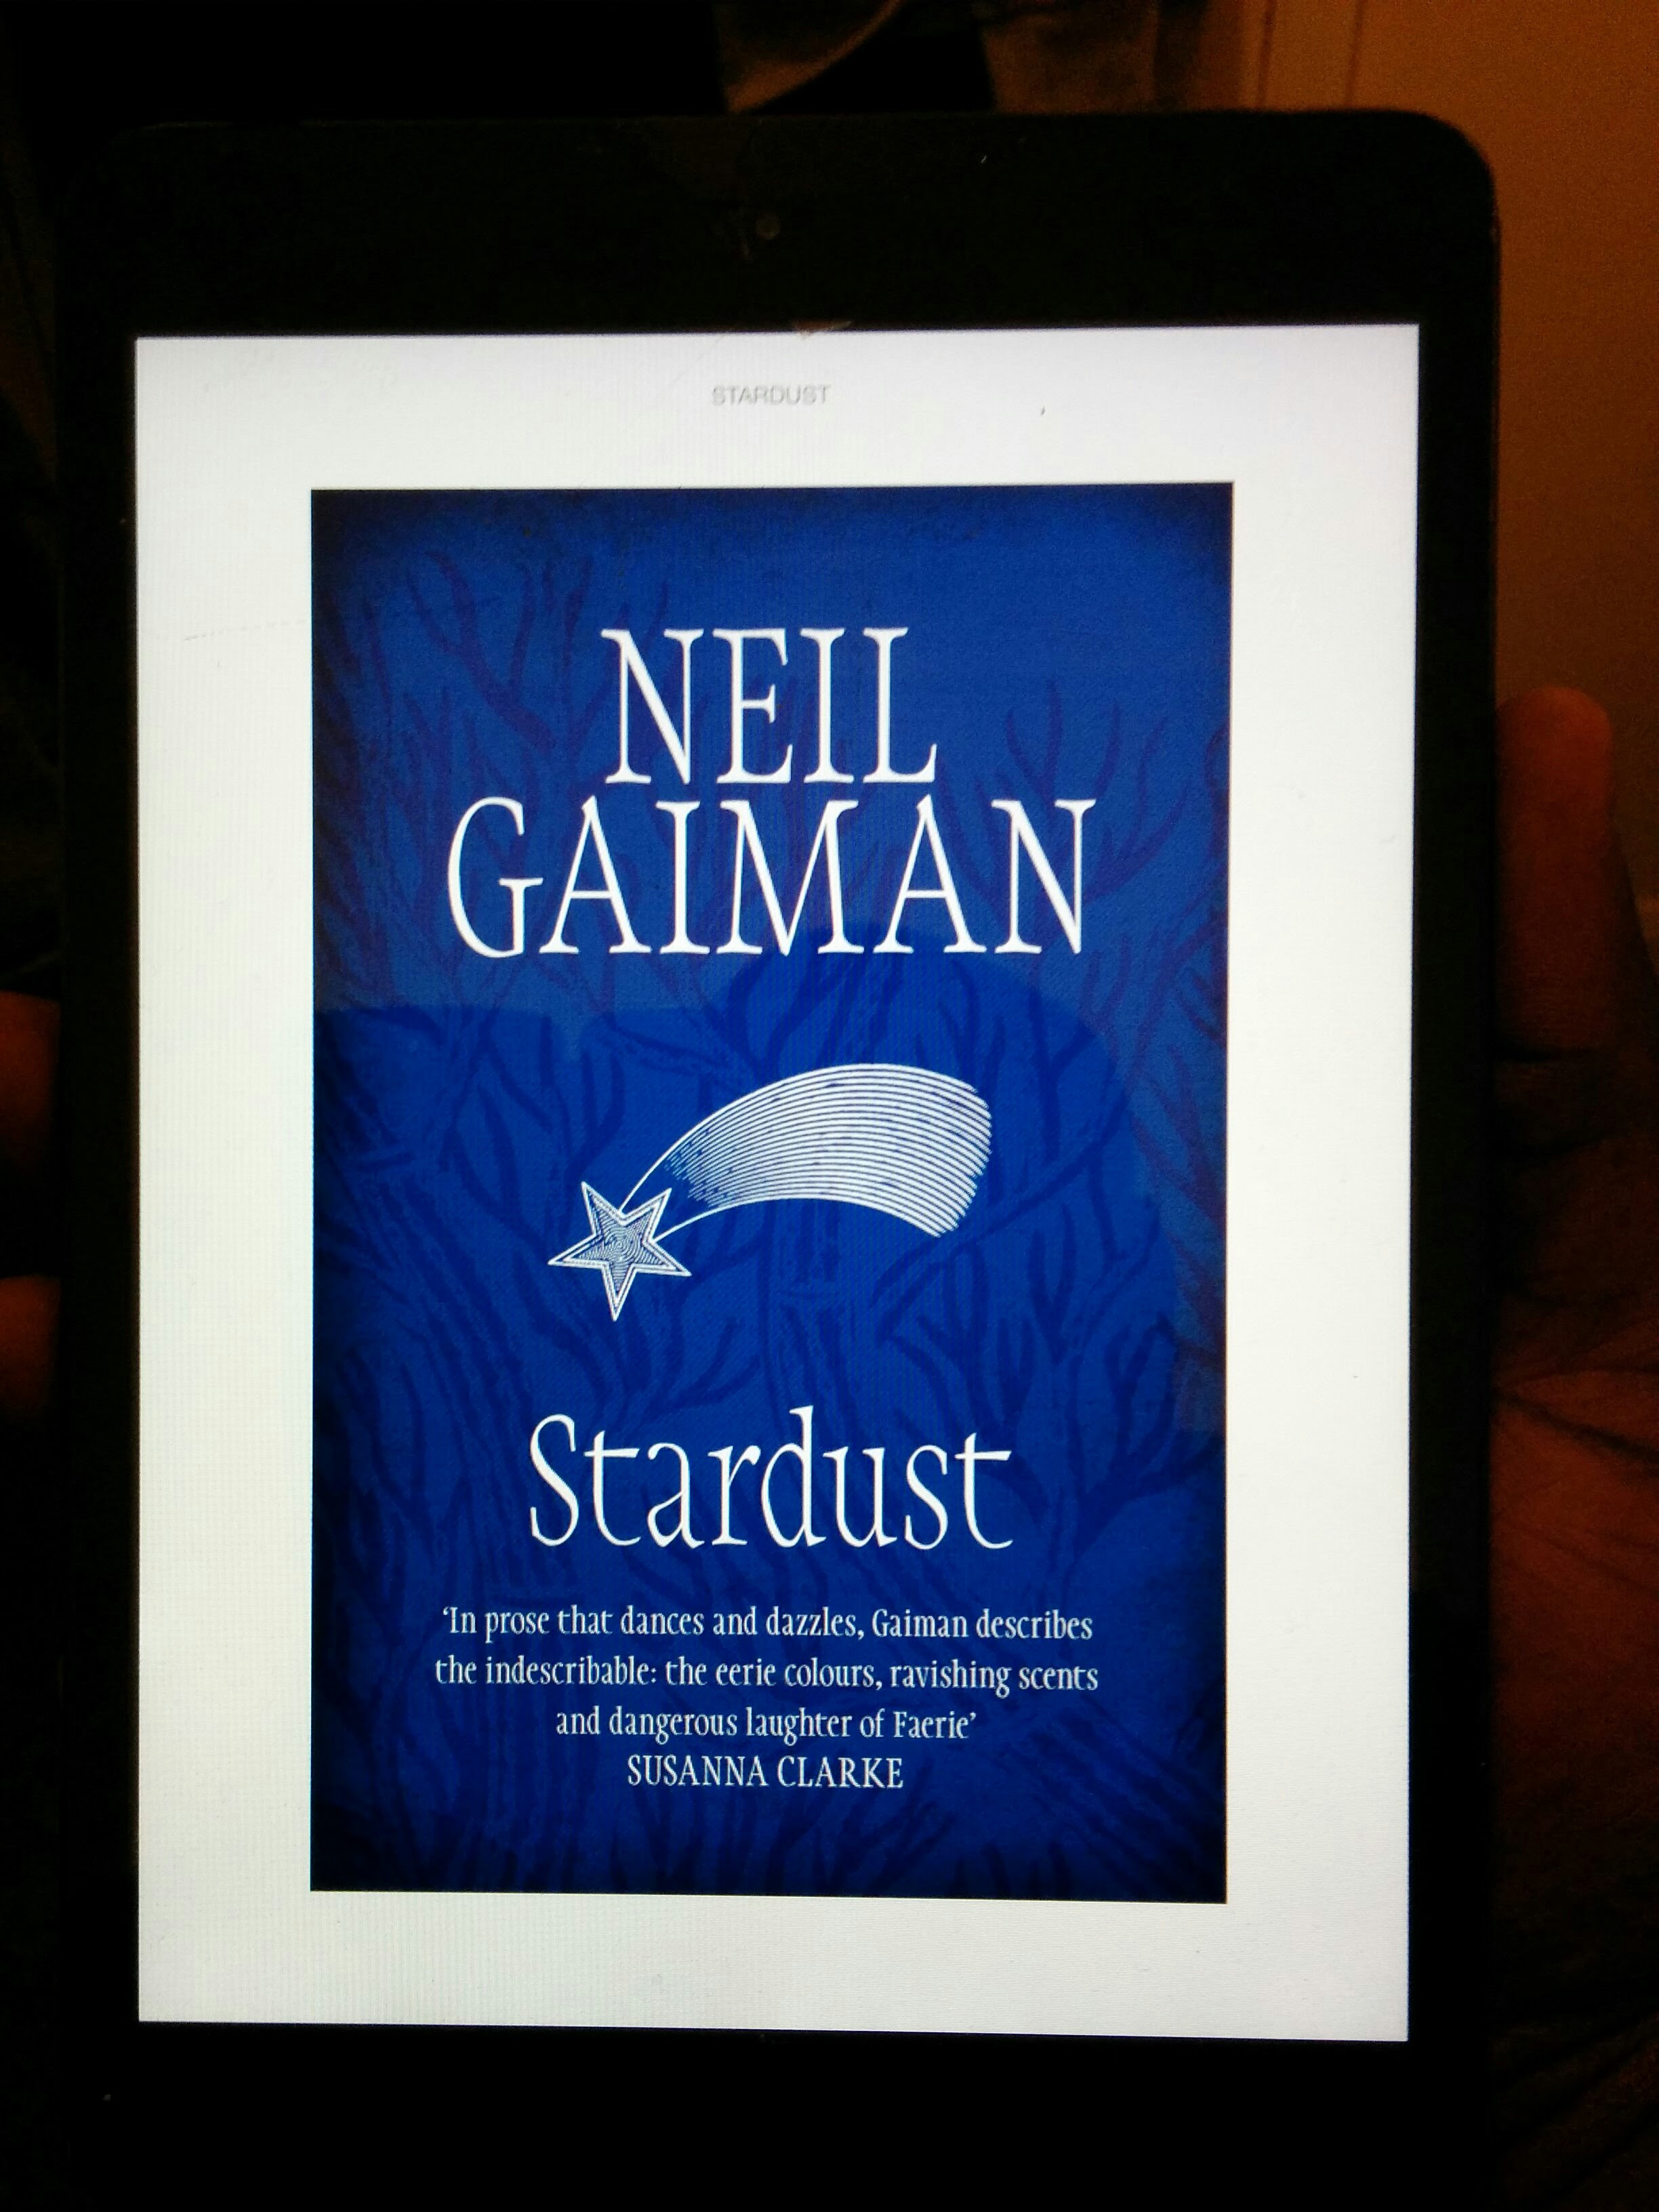 STARDUST
NEIL
GAIMAN
Stardust
‘In prose that dances and dazzles, Gaiman describes
the indescribable: the eerie colours, ravishing scents
and dangerous laughter of Faerie’
SUSANNA CLARKE